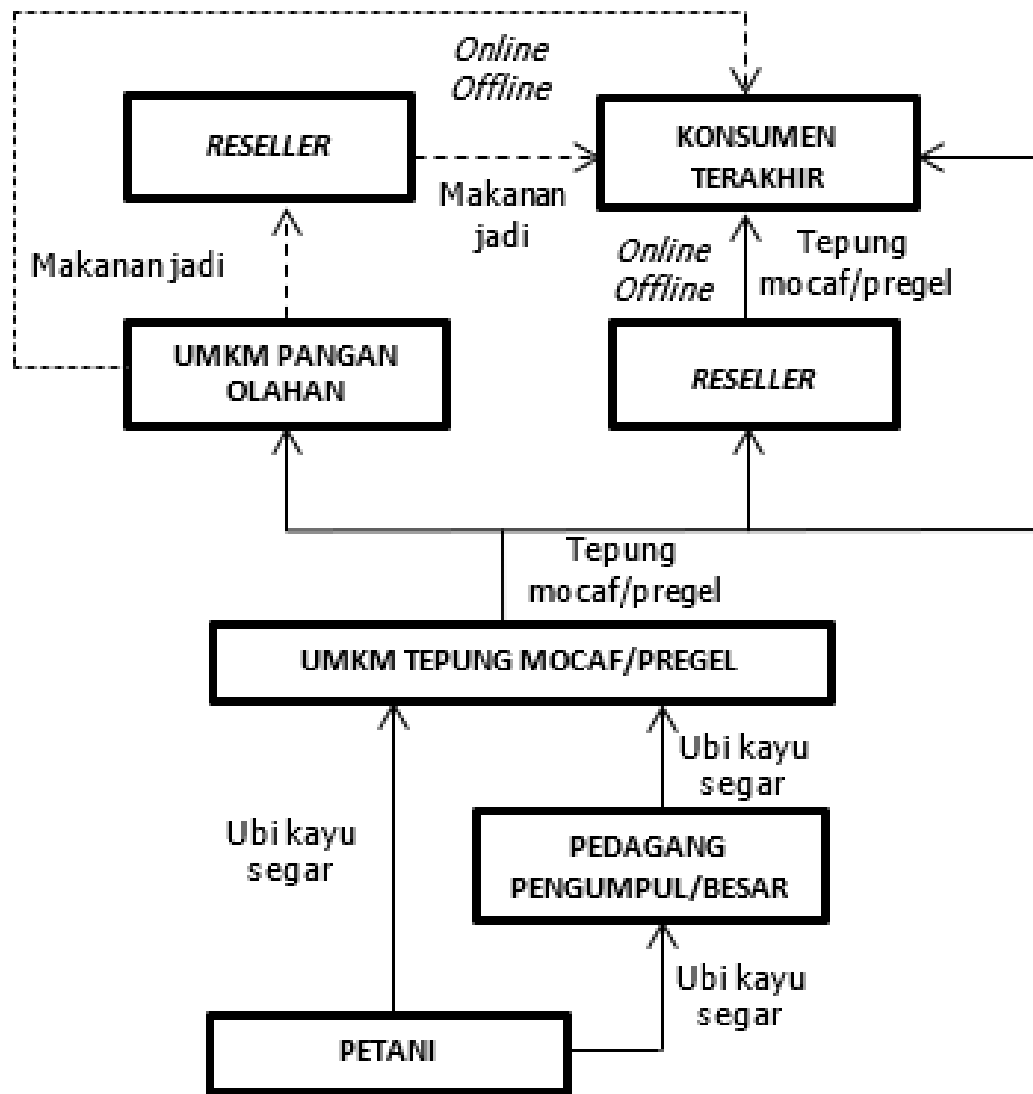 Online
Offline
RESELLER
KONSUMEN
TERAKHIR
Makanan
jadi
Makanan jadi
Online
Offline
Tepung
mocaf/pregel
UMKM PANGAN
OLAHAN
RESELLER
Tepung
mocaf/pregel
UMKM TEPUNG MOCAF/PREGEL
Ubi kayu
segar
Ubi kayu
segar
PEDAGANG
PENGUMPUL/BESAR
Ubi kayu
segar
PETANI